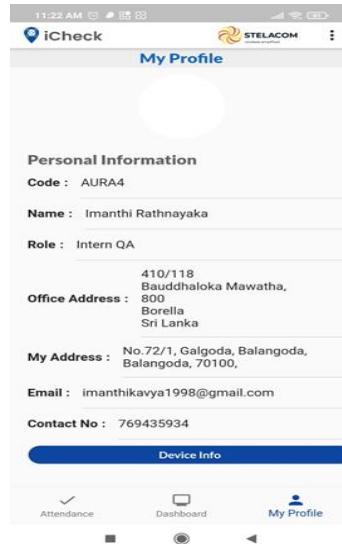 11:22 AM
iCheck
STELACOM
My Profile
Personal Information
Code : AURA4
Name : Imanthi Rathnayaka
Role : Intern QA
410/118
Bauddhaloka Mawatha,
Office Address : 800
Borella
Sri Lanka
My Address : No.72/1, Galgoda, Balangoda,
Balangoda, 70100,
Email : imanthikavya1998@gmail.com
Contact No : 769435934
Device Info
Attendance Dashboard My Profile